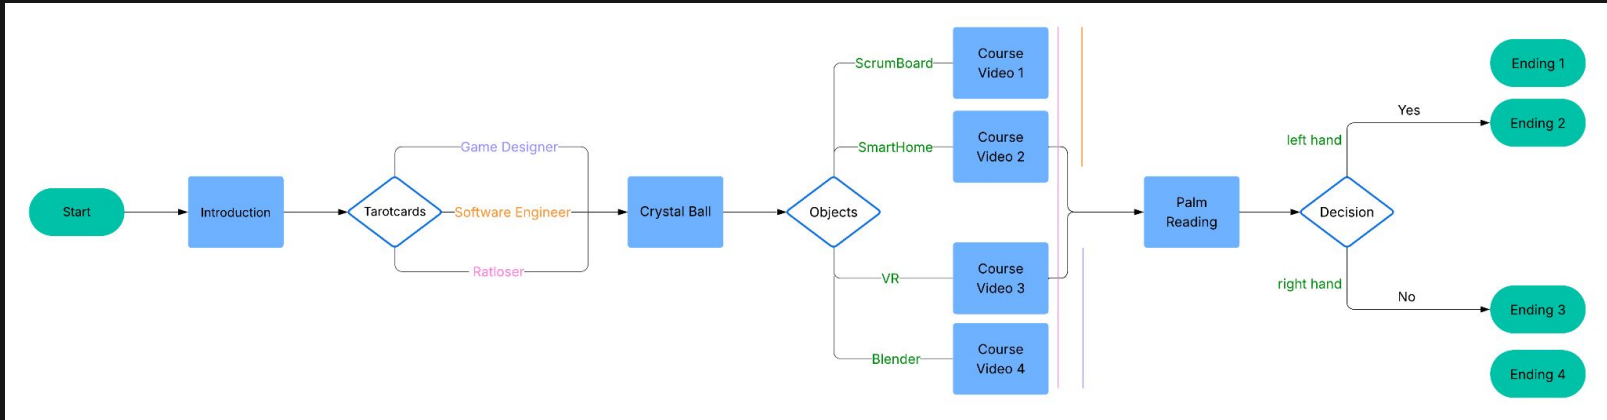 Start
Introduction
Tarotcards
Game Designer
Software Engineer
Ratloser
Crystal Ball
Objects
ScrumBoard
SmartHome
VR
Blender
Course
Video 1
Course
Video 2
Course
Video 3
Course
Video 4
Palm
Reading
Decision
left hand
Yes
right hand
No
Ending 1
Ending 2
Ending 3
Ending 4